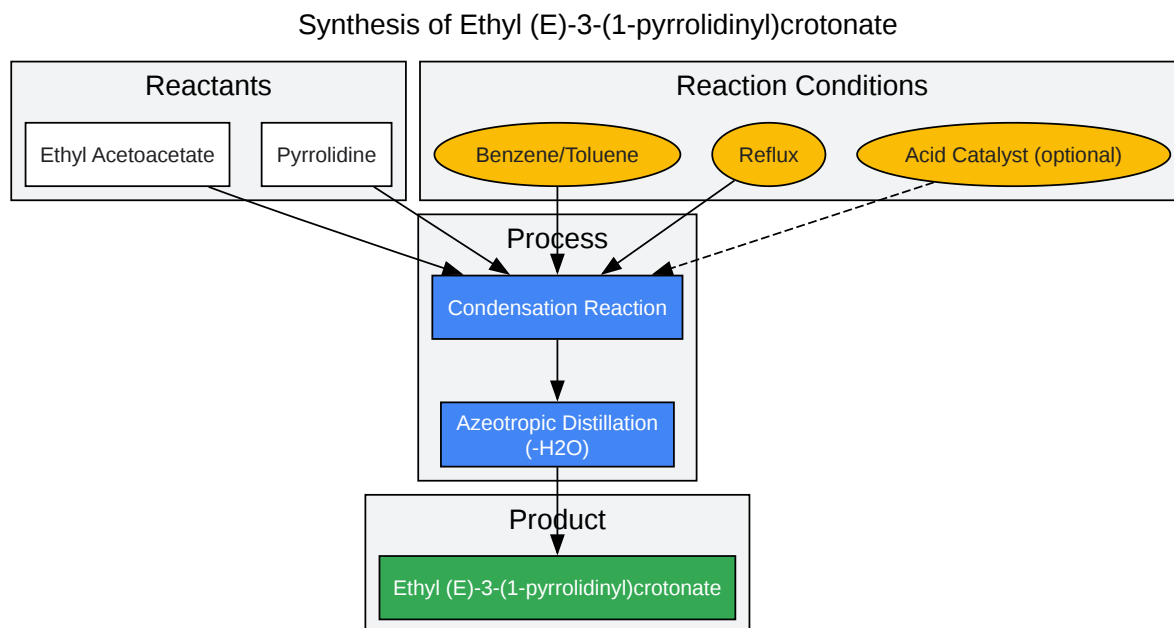 Synthesis of Ethyl (E)-3-(1-pyrrolidinyl)crotonate
Reactants
Reaction Conditions
Ethyl Acetoacetate
Pyrrolidine
Benzene/Toluene
Reflux
Acid Catalyst (optional)
Process
Condensation Reaction
Azeotropic Distillation
(-H2O)
Product
Ethyl (E)-3-(1-pyrrolidinyl)crotonate